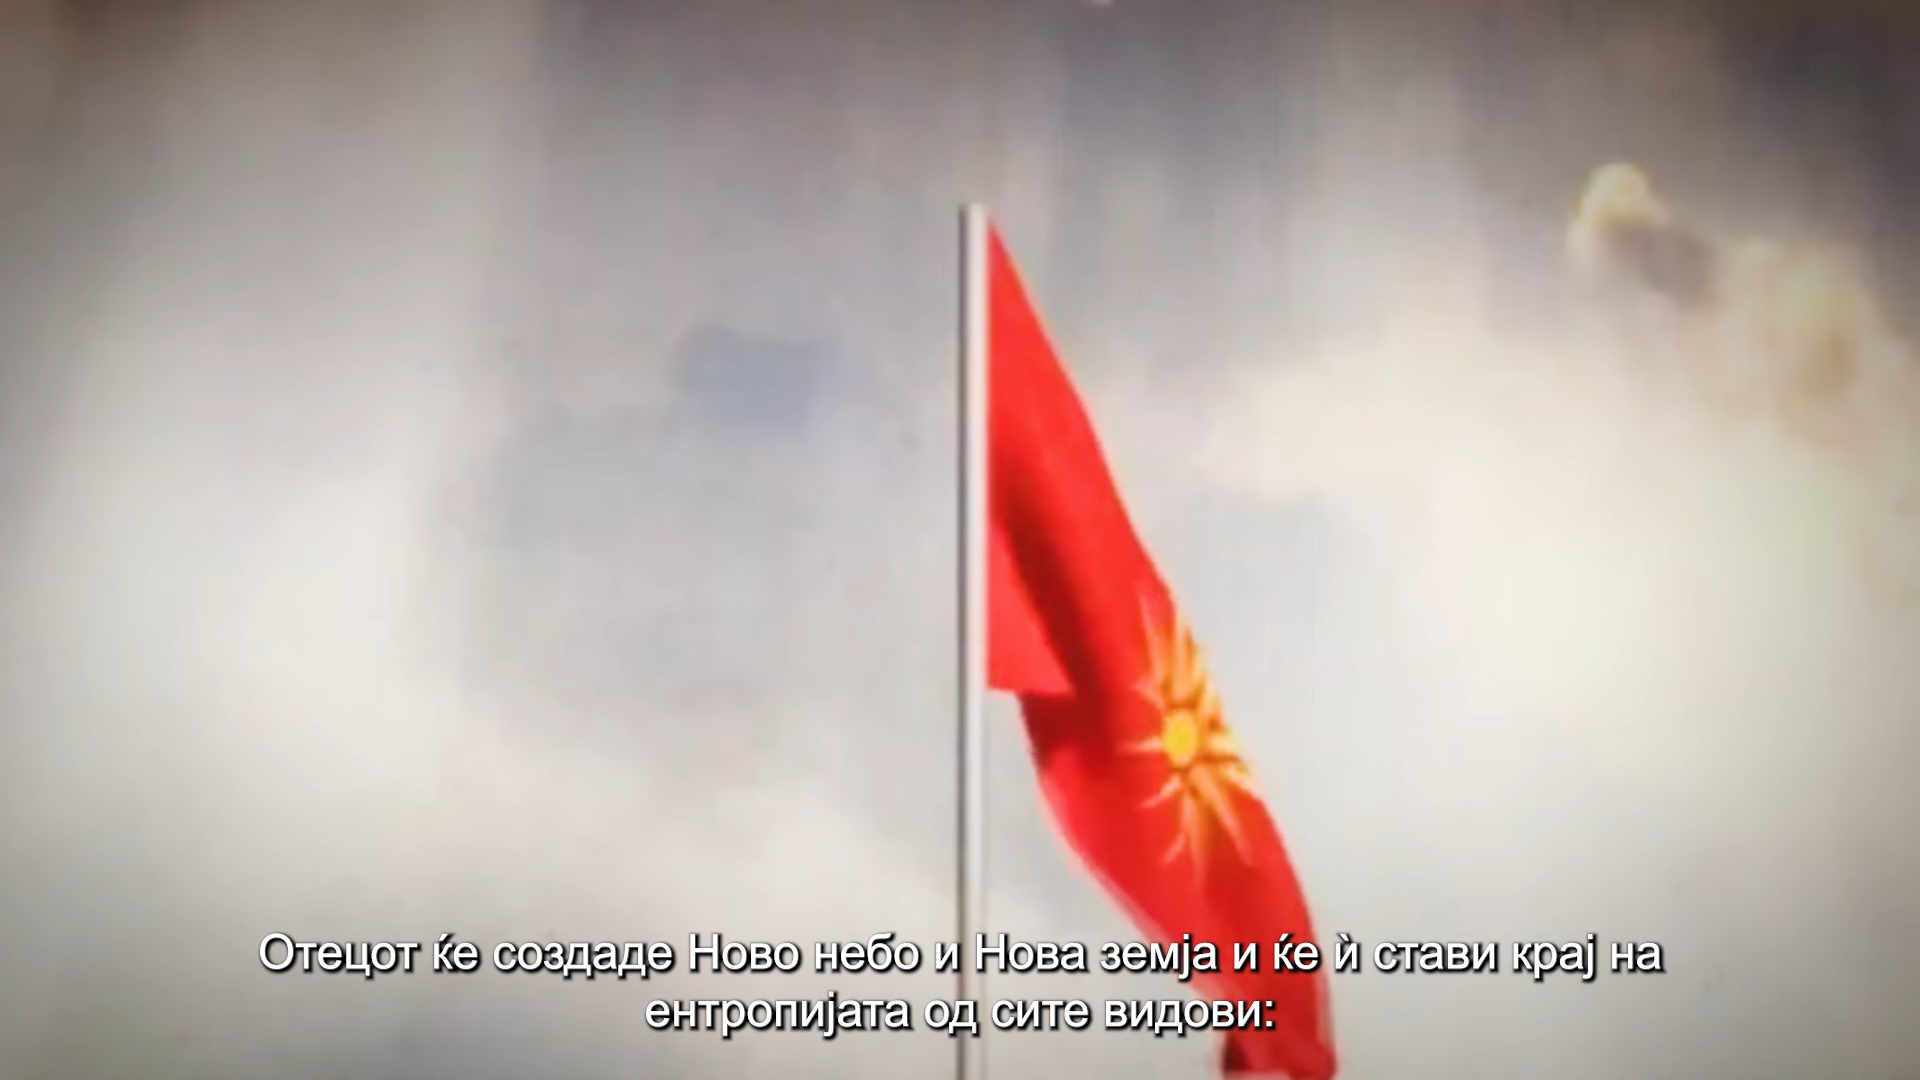 Отецот ќе создаде Ново небо и Нова земја и ќе ѝ стави крај на
ентропијата од сите видови: